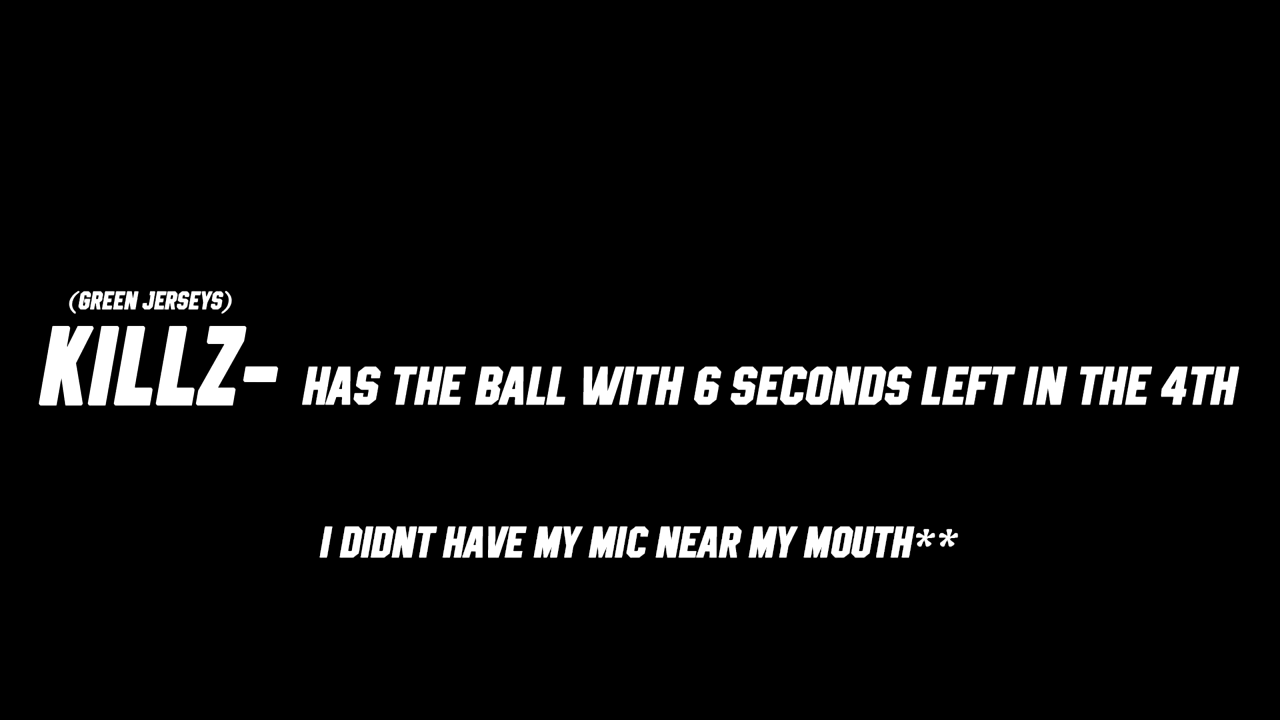 (GREEN JERSEYS)
KILLZ- HAS THE BALL WITH 6 SECONDS LEFT IN THE 4TH
I DIDNT HAVE MY MIC NEAR MY MOUTH**